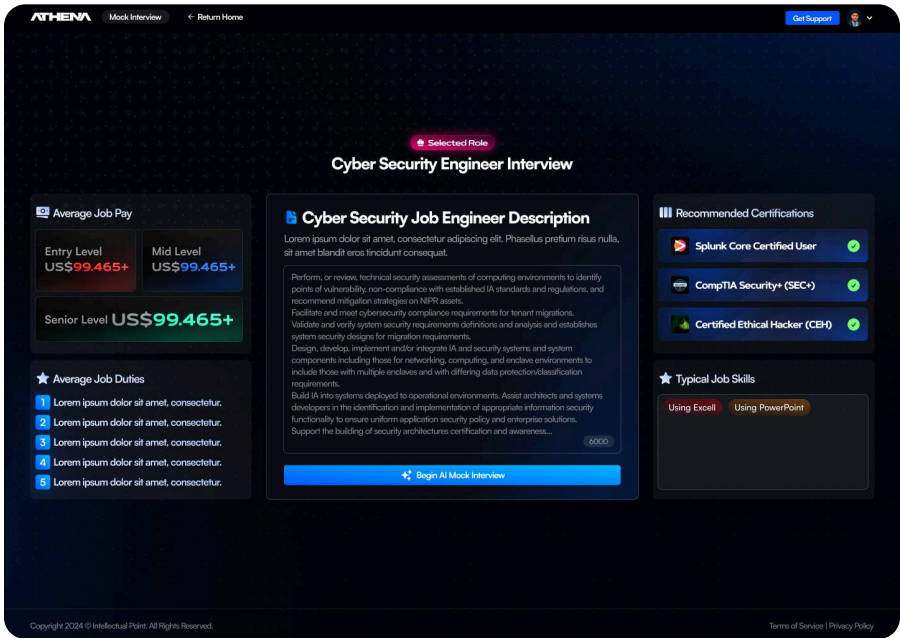 ATHENA
Mock Interview
← Return Home
Get Support
Selected Role
Cyber Security Engineer Interview
Average Job Pay
Entry Level
US$99.465+
Mid Level
US$99.465+
Senior Level US$99.465+
Average Job Duties
1 Lorem ipsum dolor sit amet, consectetur.
2 Lorem ipsum dolor sit amet, consectetur.
3 Lorem ipsum dolor sit amet, consectetur.
4 Lorem ipsum dolor sit amet, consectetur.
5 Lorem ipsum dolor sit amet, consectetur.
Cyber Security Job Engineer Description
Lorem ipsum dolor sit amet, consectetur adipiscing elit. Phasellus pretium risus nulla,
sit amet blandit eros tincidunt consequat.
Perform, or review, technical security assessments of computing environments to identify
points of vulnerability, non-compliance with established IA standards and regulations, and
recommend mitigation strategies on NIPR assets.
Facilitate and meet cybersecurity compliance requirements for tenant migrations.
Validate and verify system security requirements definitions and analysis and establishes
system security designs for migration requirements.
Design, develop, implement and/or integrate IA and security systems and system
components including those for networking, computing, and enclave environments to
include those with multiple enclaves and with differing data protection/classification
requirements.
Build IA into systems deployed to operational environments. Assist architects and systems
developers in the identification and implementation of appropriate information security
functionality to ensure uniform application security policy and enterprise solutions.
Support the building of security architectures certification and awareness...
6000
Begin AI Mock Interview
Recommended Certifications
Splunk Core Certified User
CompTIA Security+ (SEC+)
Certified Ethical Hacker (CEH)
Typical Job Skills
Using Excell
Using PowerPoint
Copyright 2024 © Intellectual Point. All Rights Reserved.
Terms of Service | Privacy Policy